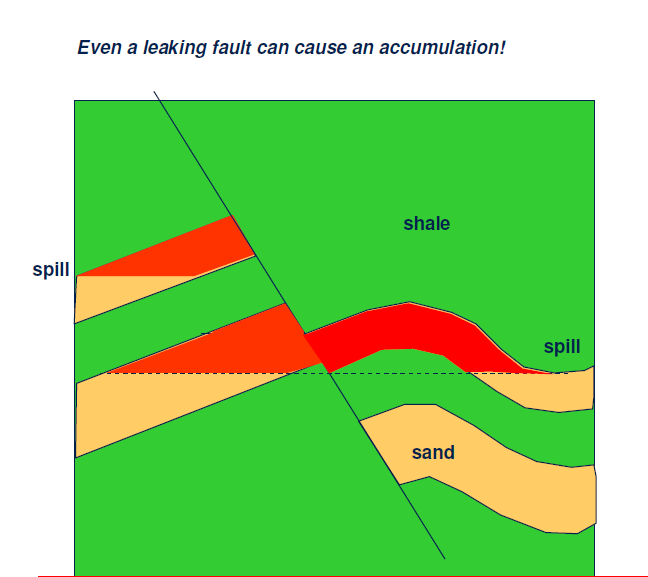 Even a leaking fault can cause an accumulation!
shale
spill
spill
sand